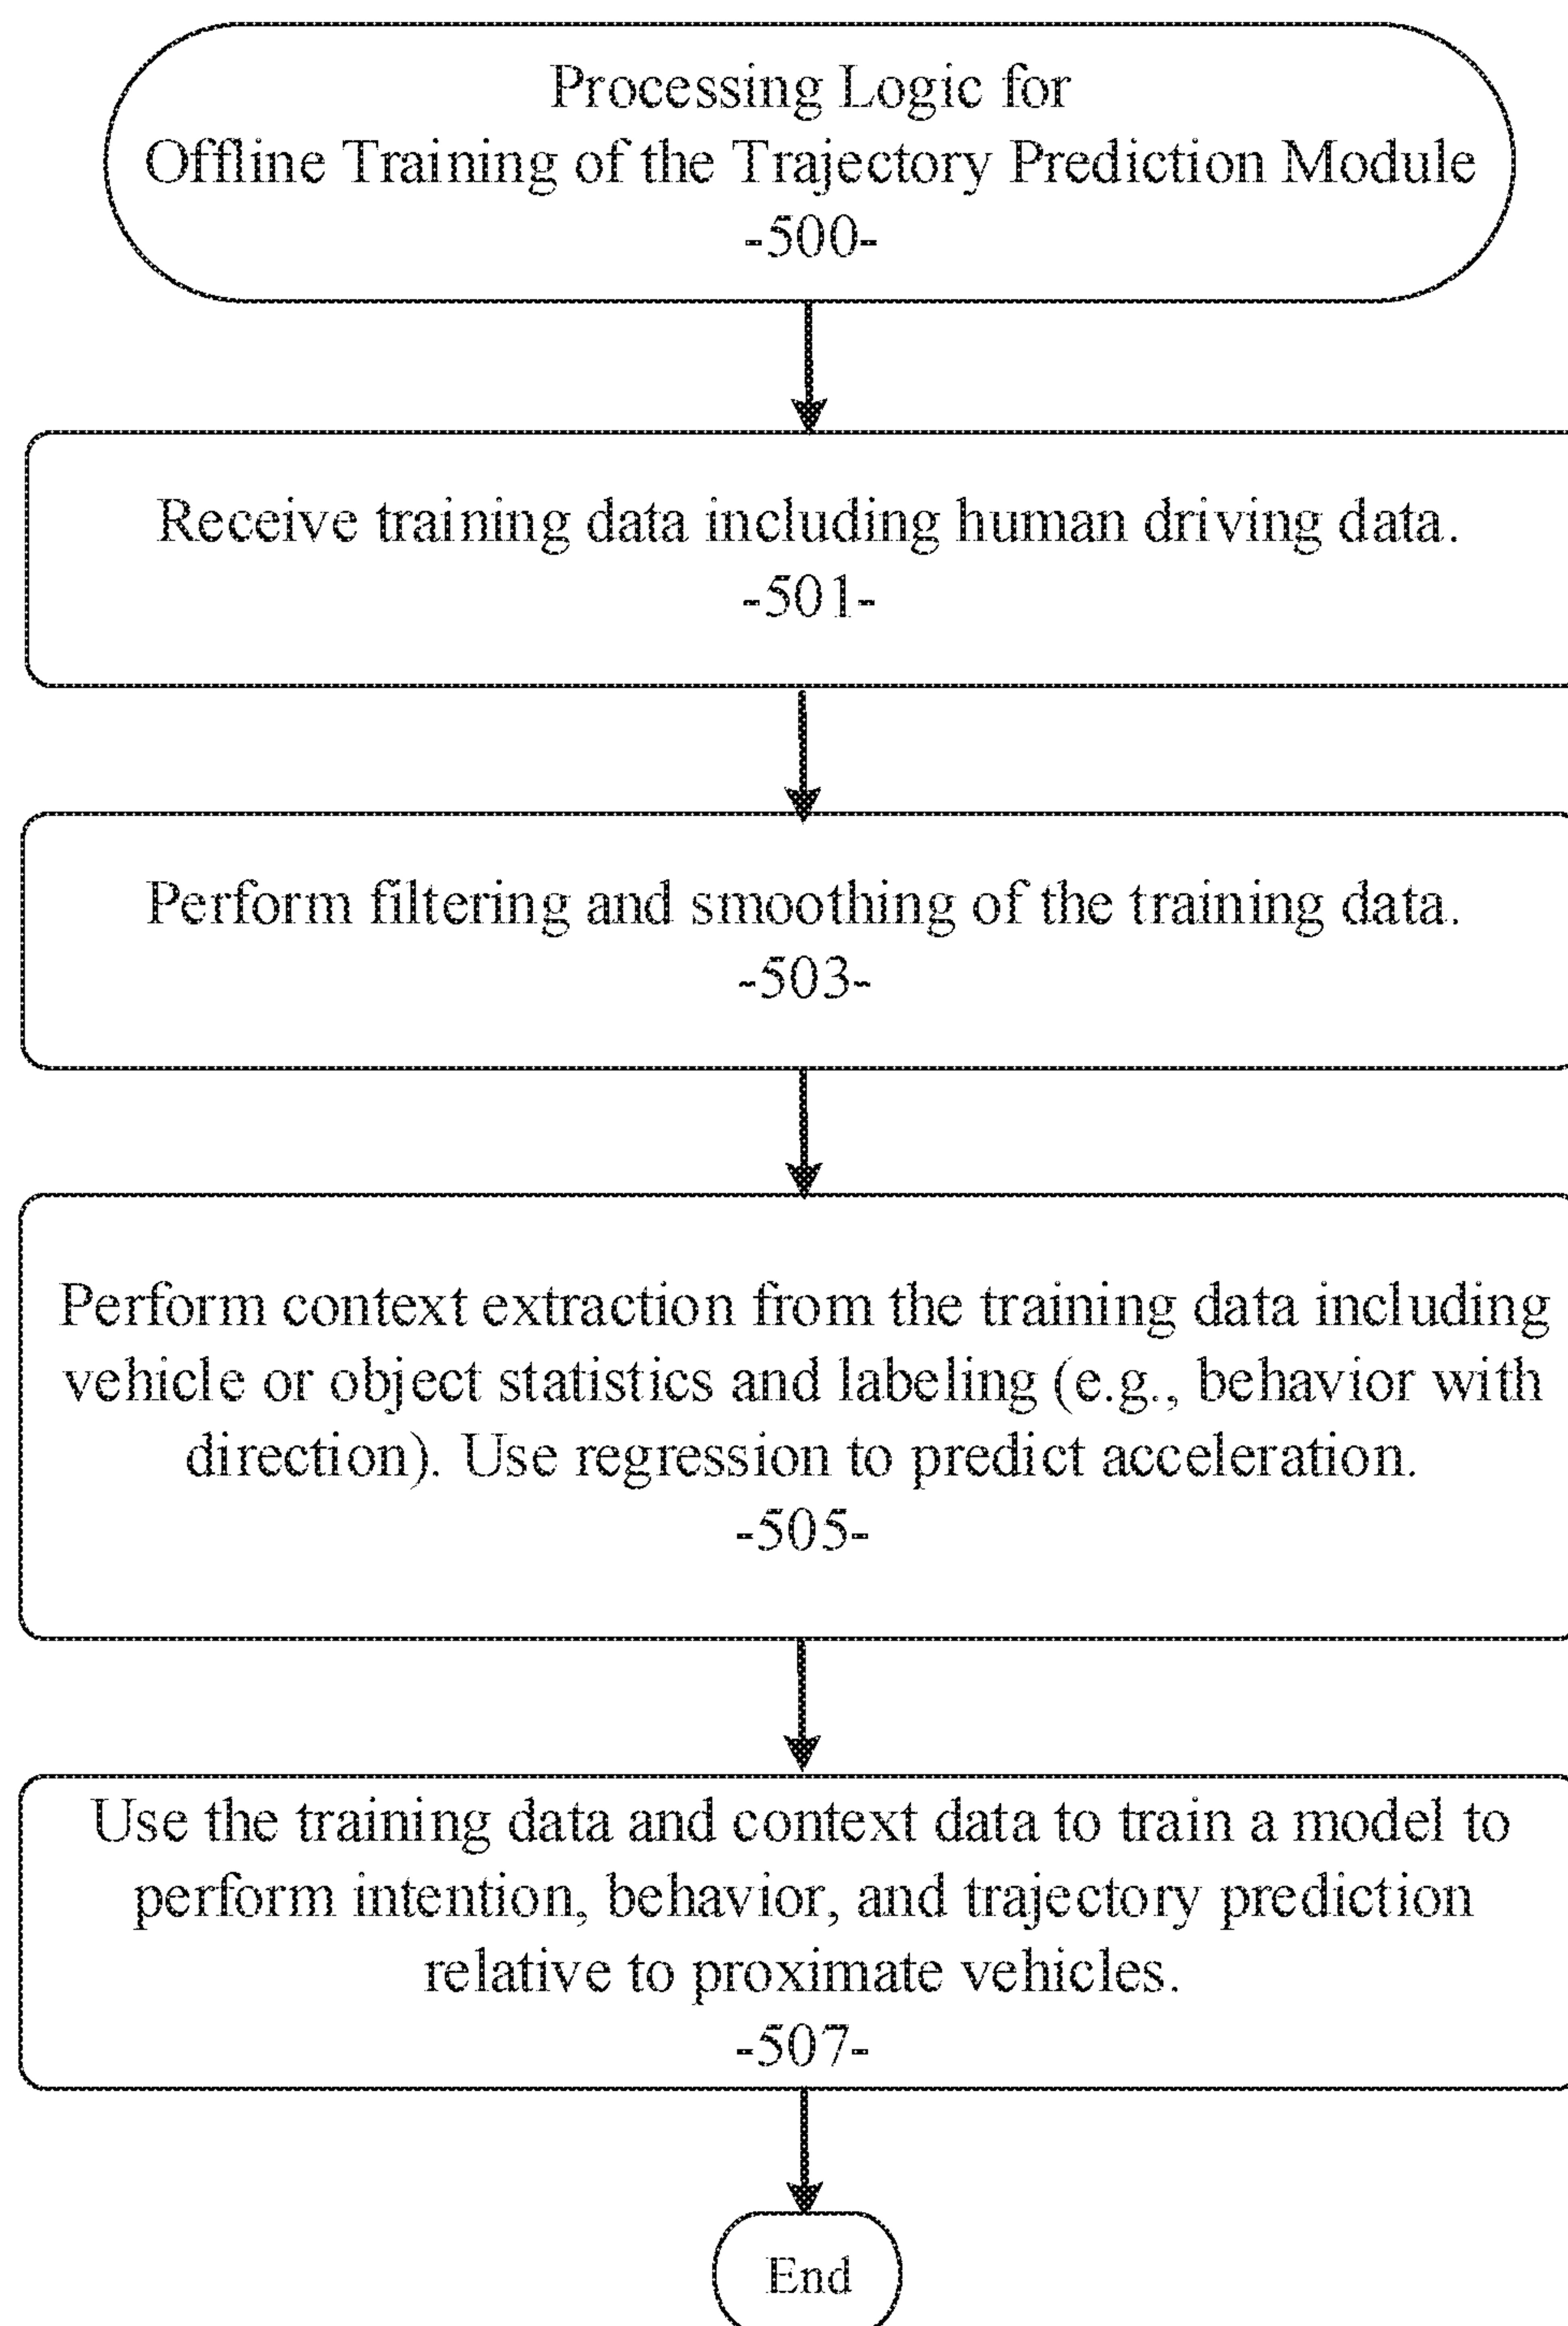 Processing Logic for
Offline Training of the Trajectory Prediction Module
-500-
Receive training data including human driving data.
-501-
Perform filtering and smoothing of the training data.
-503-
Perform context extraction from the training data including
vehicle or object statistics and labeling (e.g., behavior with
direction). Use regression to predict acceleration.
-505-
Use the training data and context data to train a model to
perform intention, behavior, and trajectory prediction
relative to proximate vehicles.
-507-
End